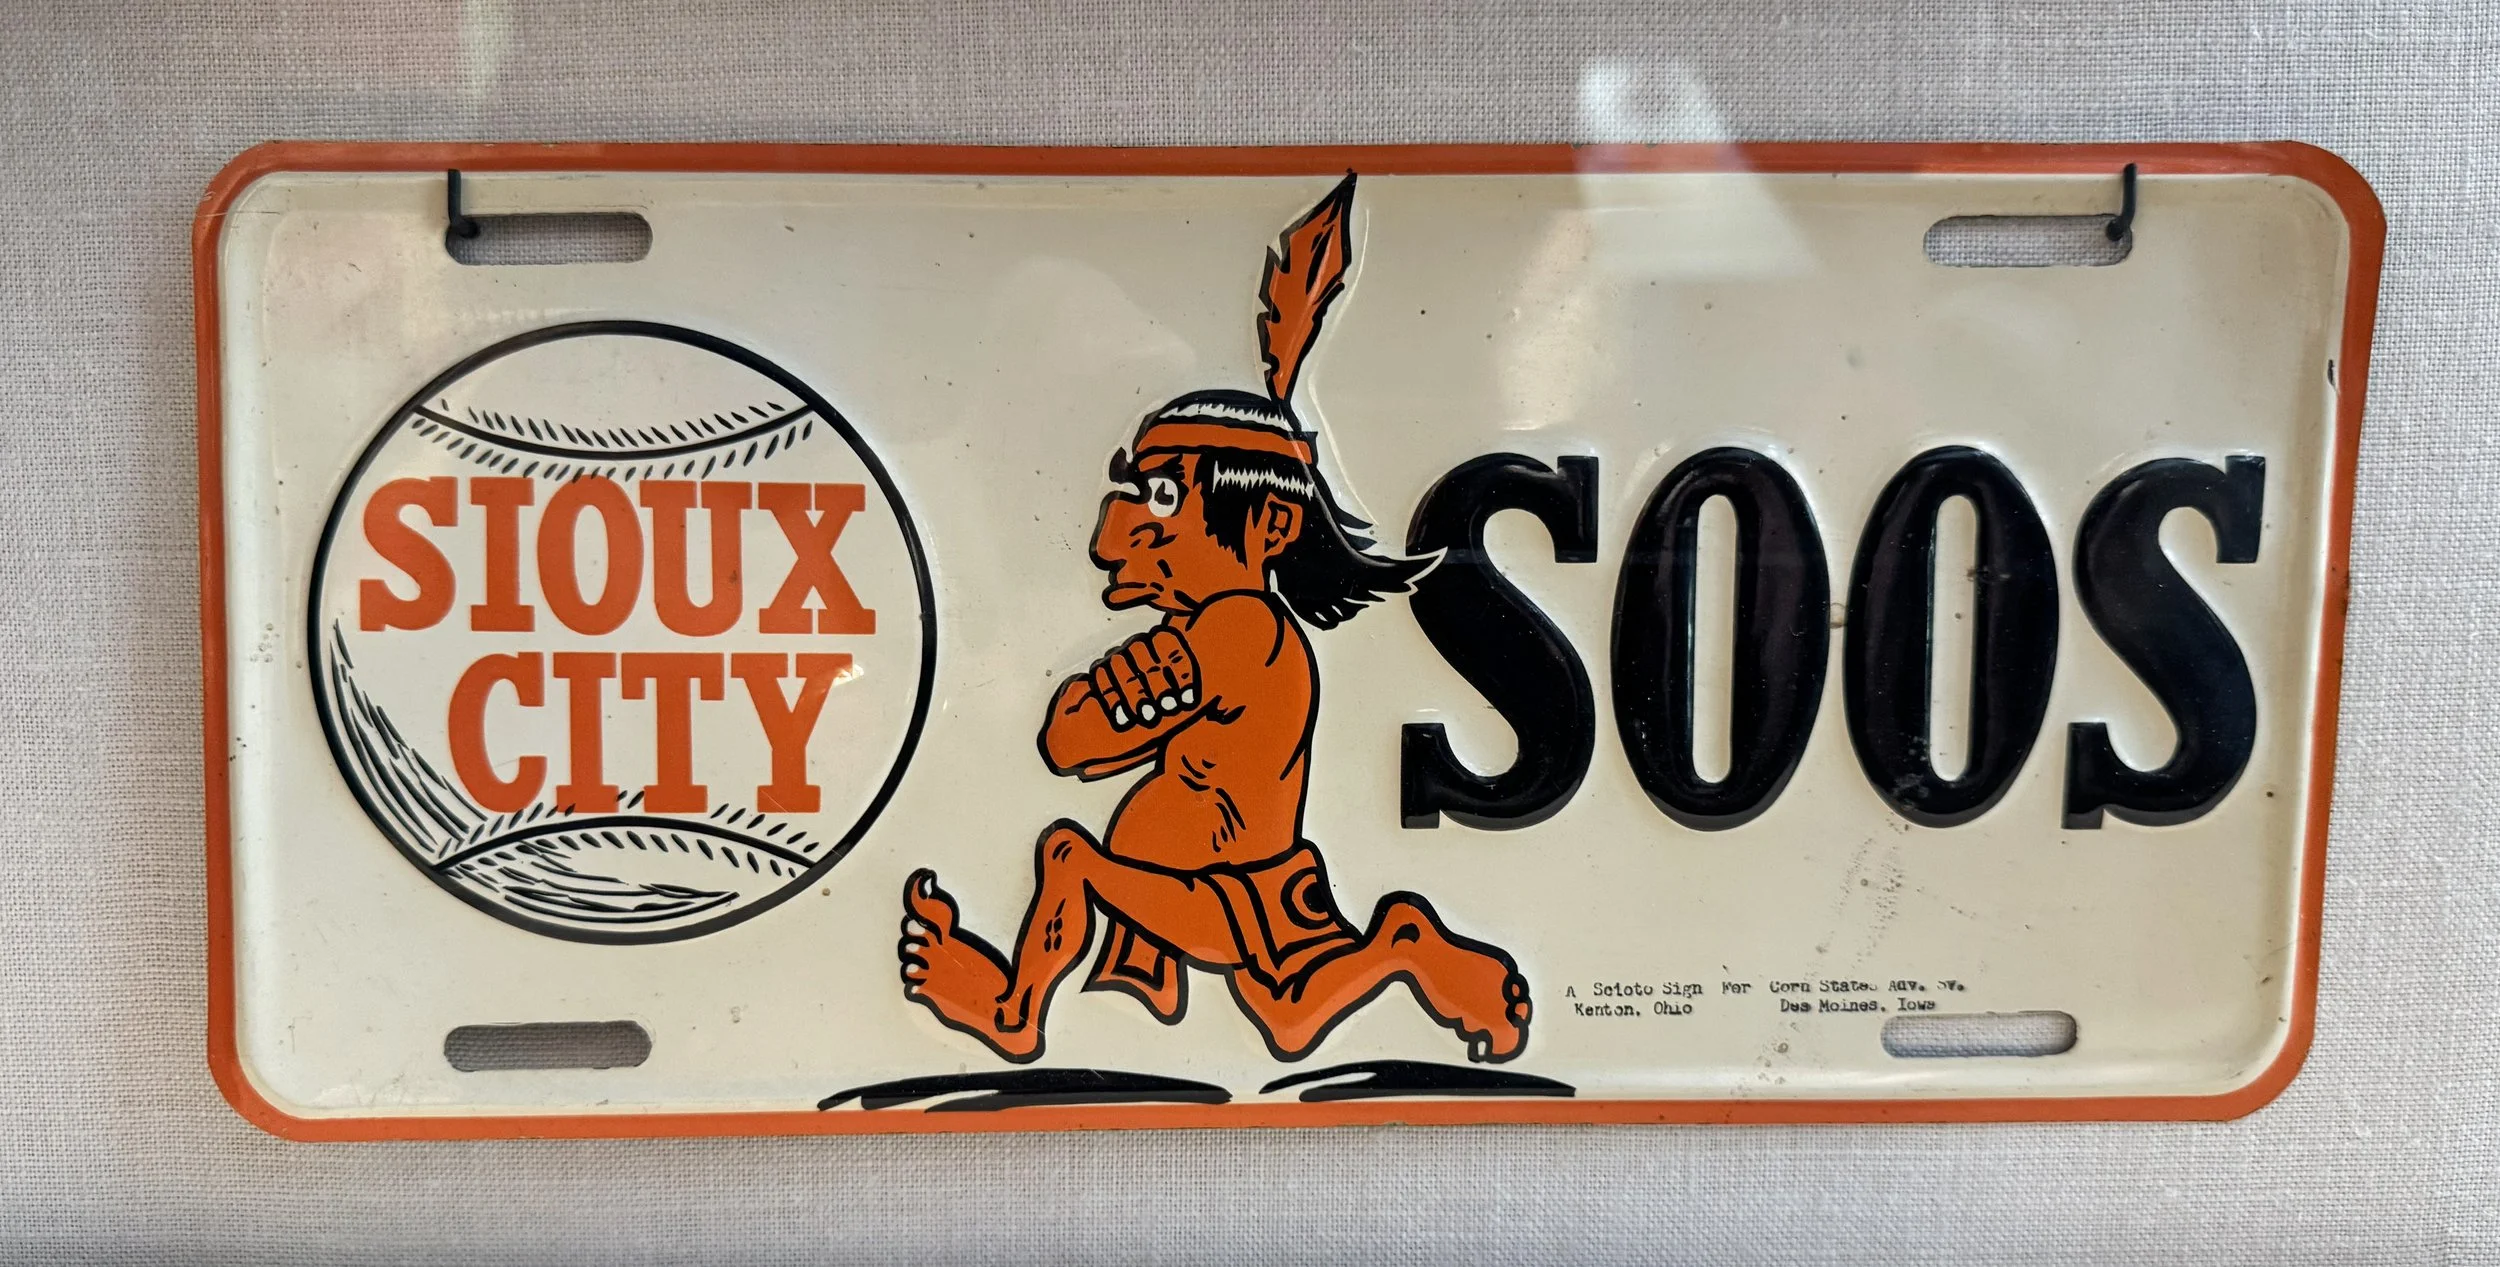 SIOUX
CITY
SOOS
A Scioto Sign For Corn States Adv. Sv.
Kenton, Ohio Des Moines, Iowa